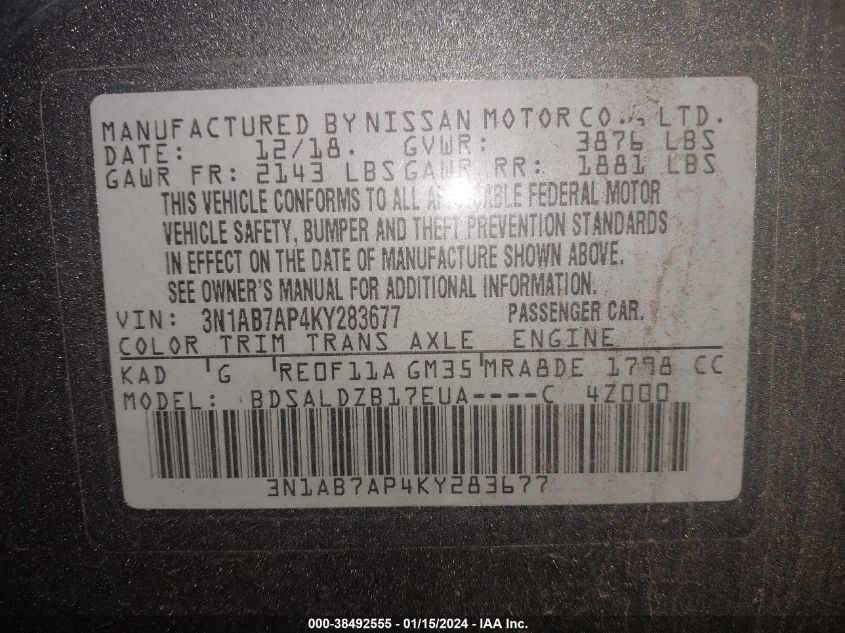 MANUFACTURED BY NISSAN MOTOR CO., LTD.
DATE: 12/18. GVWR: 3876 LBS
GAWR FR: 2143 LBS GAWR RR: 1881 LBS
THIS VEHICLE CONFORMS TO ALL APPLICABLE FEDERAL MOTOR
VEHICLE SAFETY, BUMPER AND THEFT PREVENTION STANDARDS
IN EFFECT ON THE DATE OF MANUFACTURE SHOWN ABOVE.
SEE OWNER'S MANUAL FOR ADDITIONAL INFORMATION.
VIN: 3N1AB7AP4KY283677 PASSENGER CAR.
COLOR TRIM TRANS AXLE ENGINE
KAD G RE0F11A GM35 MRA8DE 1798 CC
MODEL: BDSALDZB17EUA----C 4Z000
3N1AB7AP4KY283677
000-38492555 - 01/15/2024 - IAA Inc.